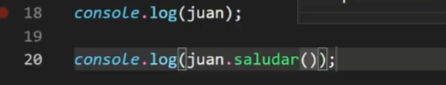 18 console.log(juan);
19
20 console.log(juan.saludar());